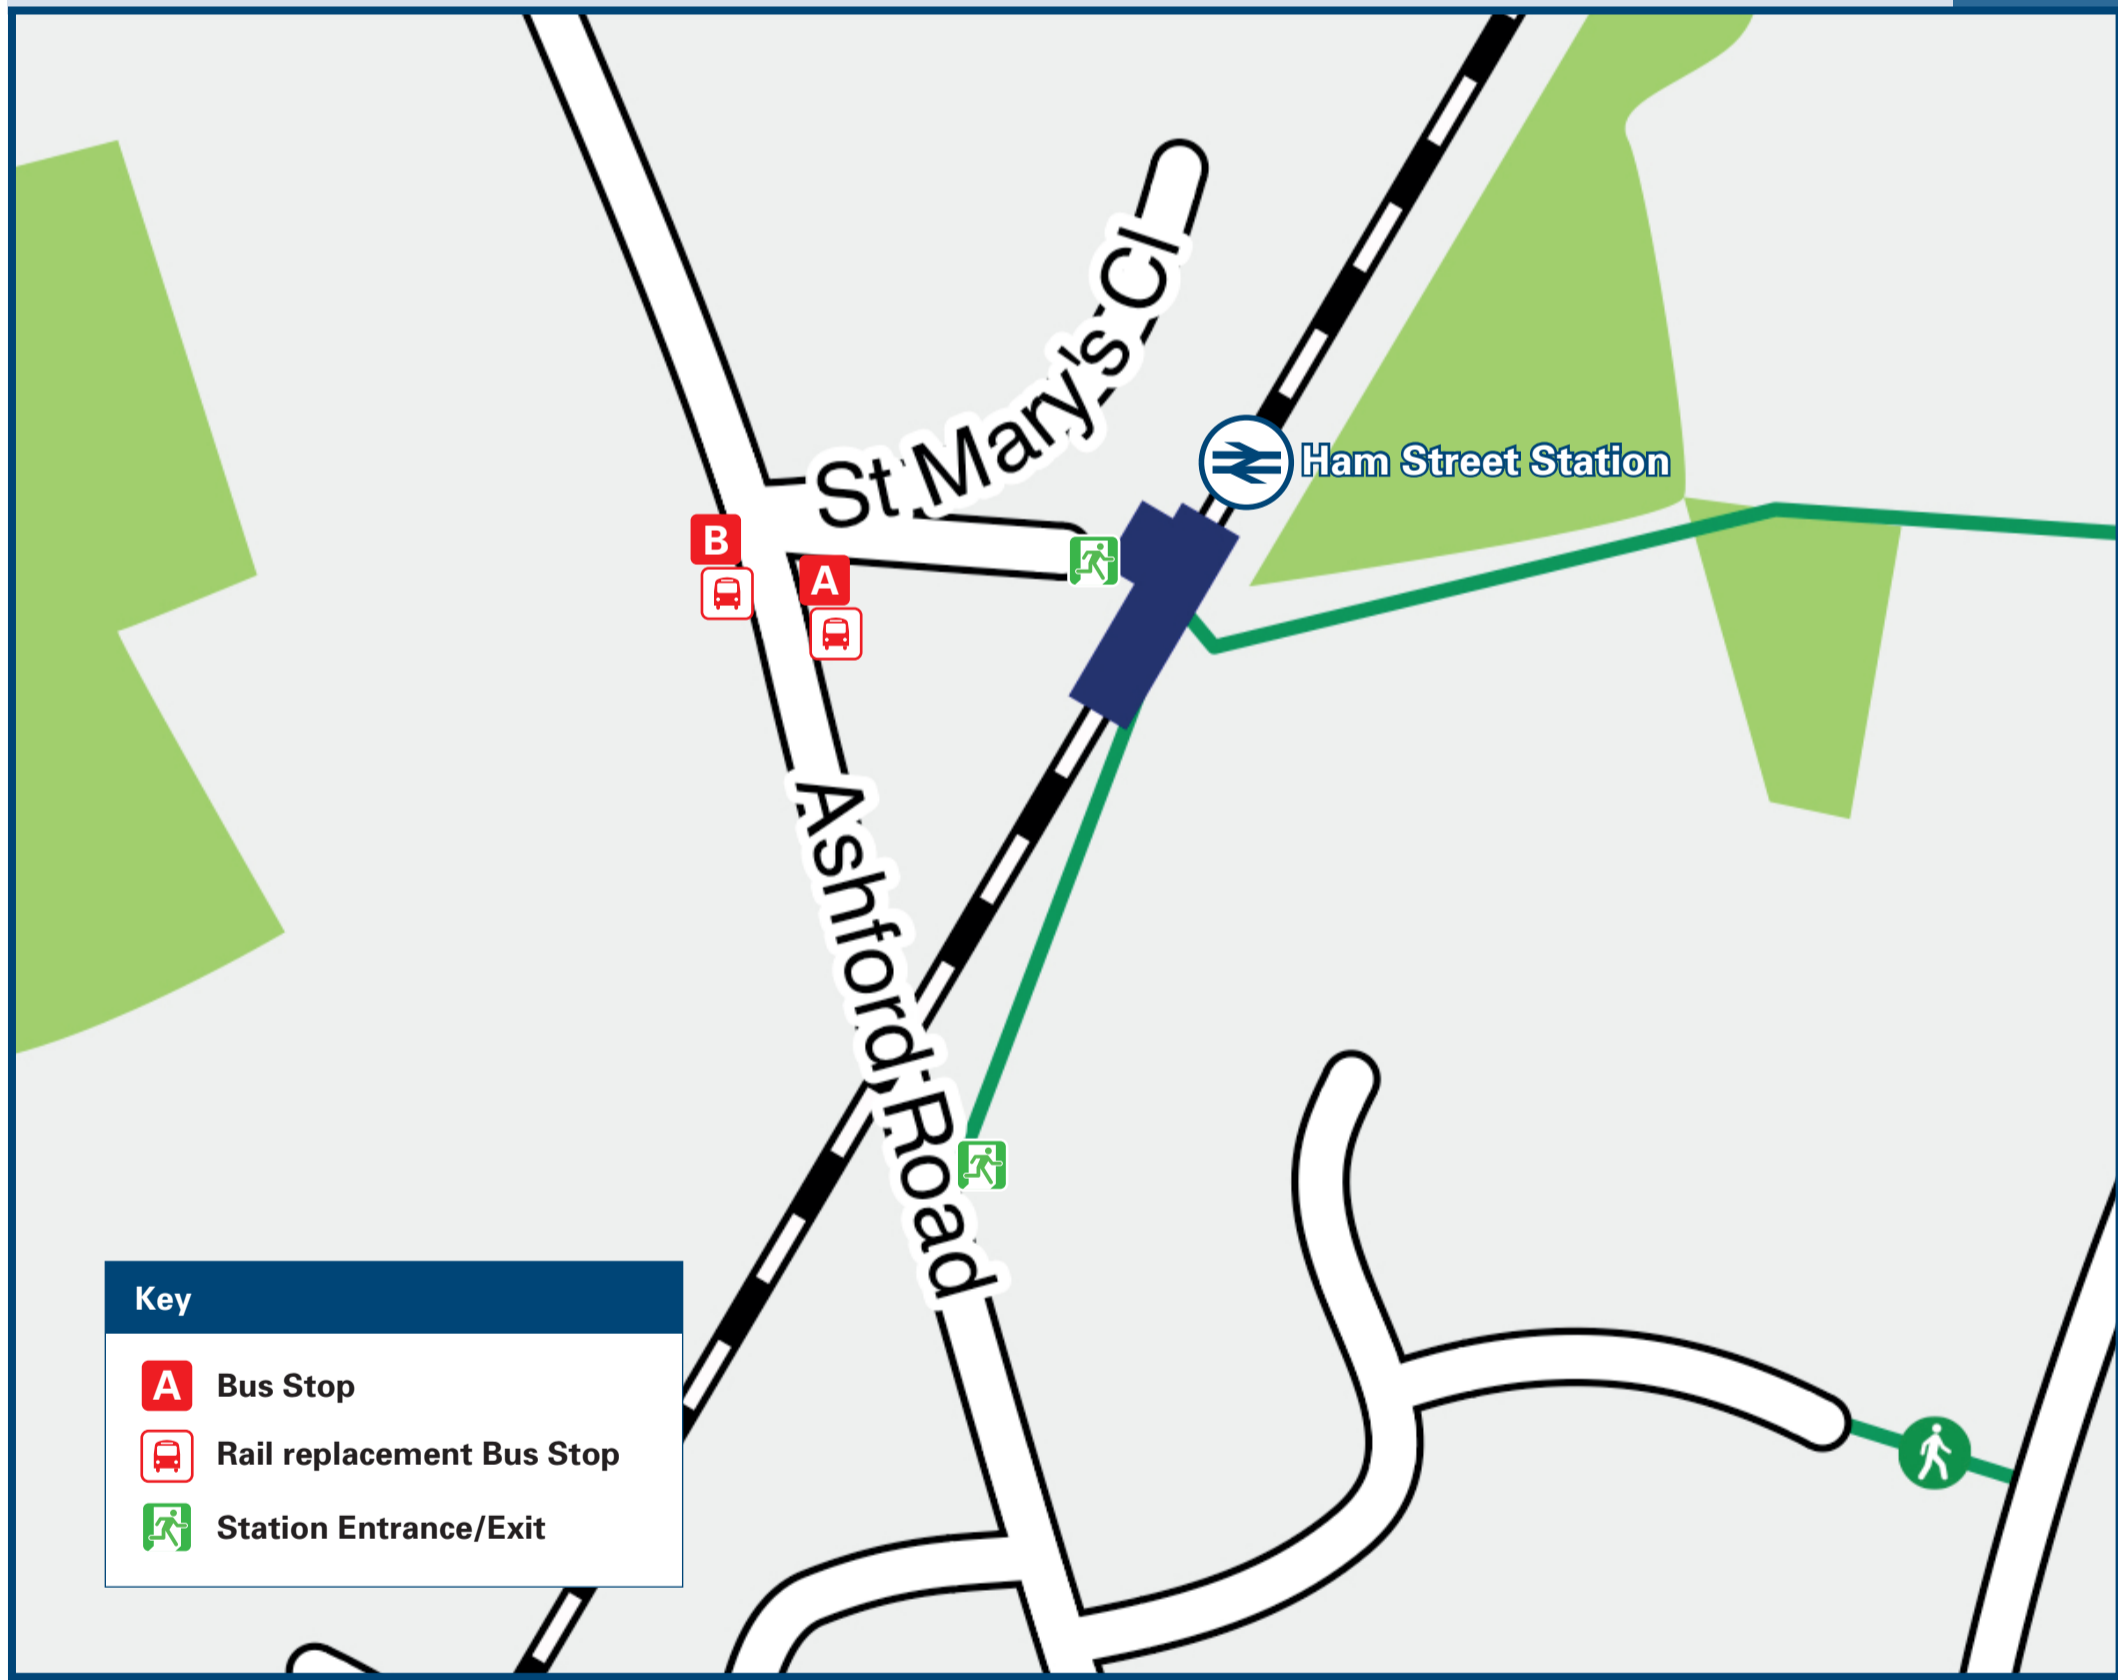 St Mary's Cl
Ham Street Station
B
A
Ashford Road
Key
A Bus Stop
Rail replacement Bus Stop
Station Entrance/Exit